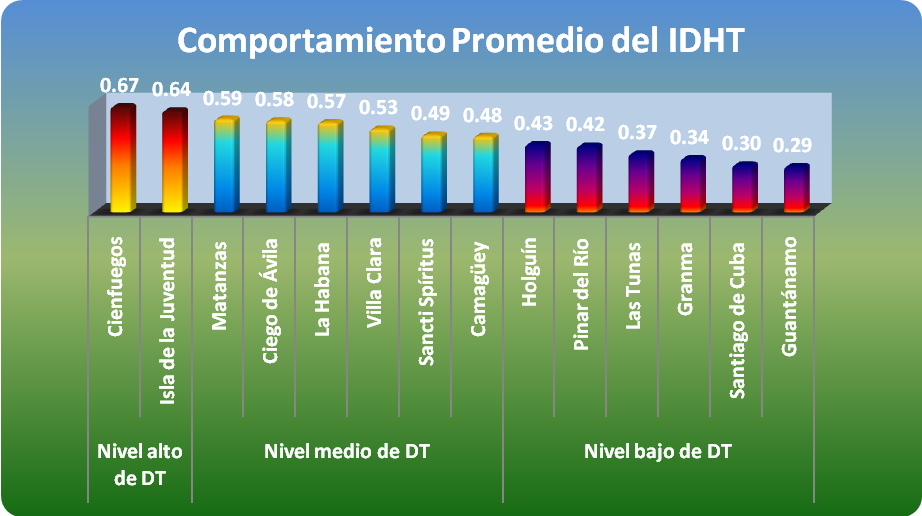 Comportamiento Promedio del IDHT
0.67
0.64
0.59
0.58
0.57
0.53
0.49
0.48
0.43
0.42
0.37
0.34
0.30
0.29
Cienfuegos
Isla de la Juventud
Matanzas
Ciego de Ávila
La Habana
Villa Clara
Sancti Spíritus
Camagüey
Holguín
Pinar del Río
Las Tunas
Granma
Santiago de Cuba
Guantánamo
Nivel alto
de DT
Nivel medio de DT
Nivel bajo de DT